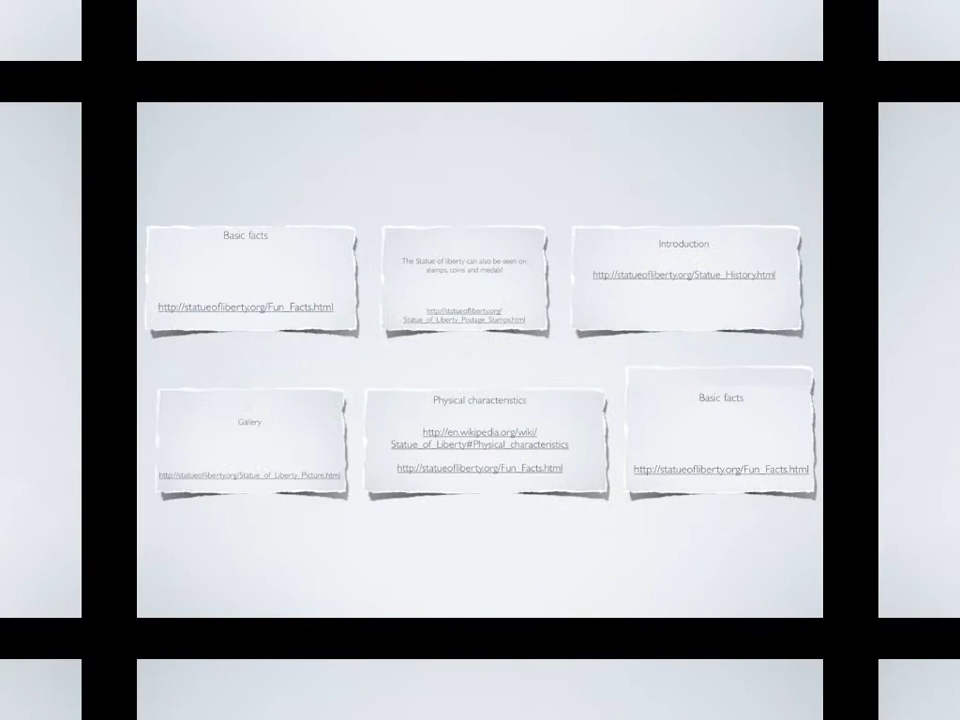 Basic facts
http://statueofliberty.org/Fun_Facts.html
The Statue of liberty can also be seen on
stamps, coins and medals!
http://statueofliberty.org/
Statue_of_Liberty_Postage_Stamps.html
Introduction
http://statueofliberty.org/Statue_History.html
Gallery
http://statueofliberty.org/Statue_of_Liberty_Picture.html
Physical characteristics
http://en.wikipedia.org/wiki/
Statue_of_Liberty#Physical_characteristics
http://statueofliberty.org/Fun_Facts.html
Basic facts
http://statueofliberty.org/Fun_Facts.html